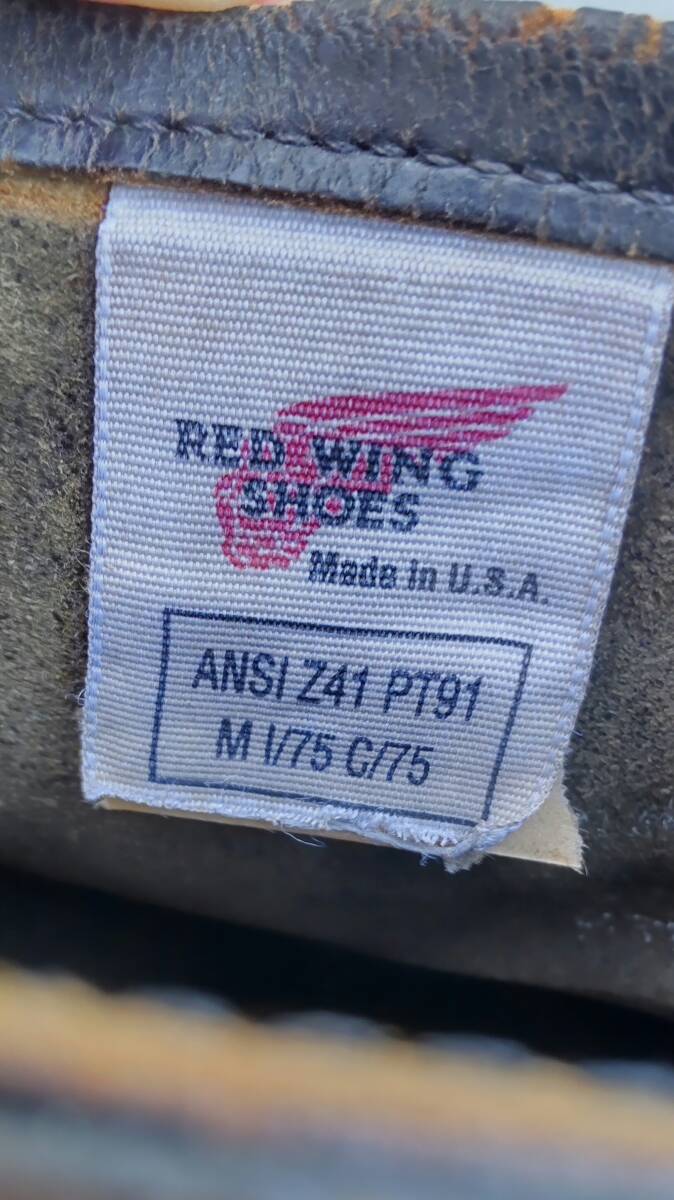 RED WING
SHOES
Made in U.S.A.
ANSI Z41 PT91
M I/75 C/75